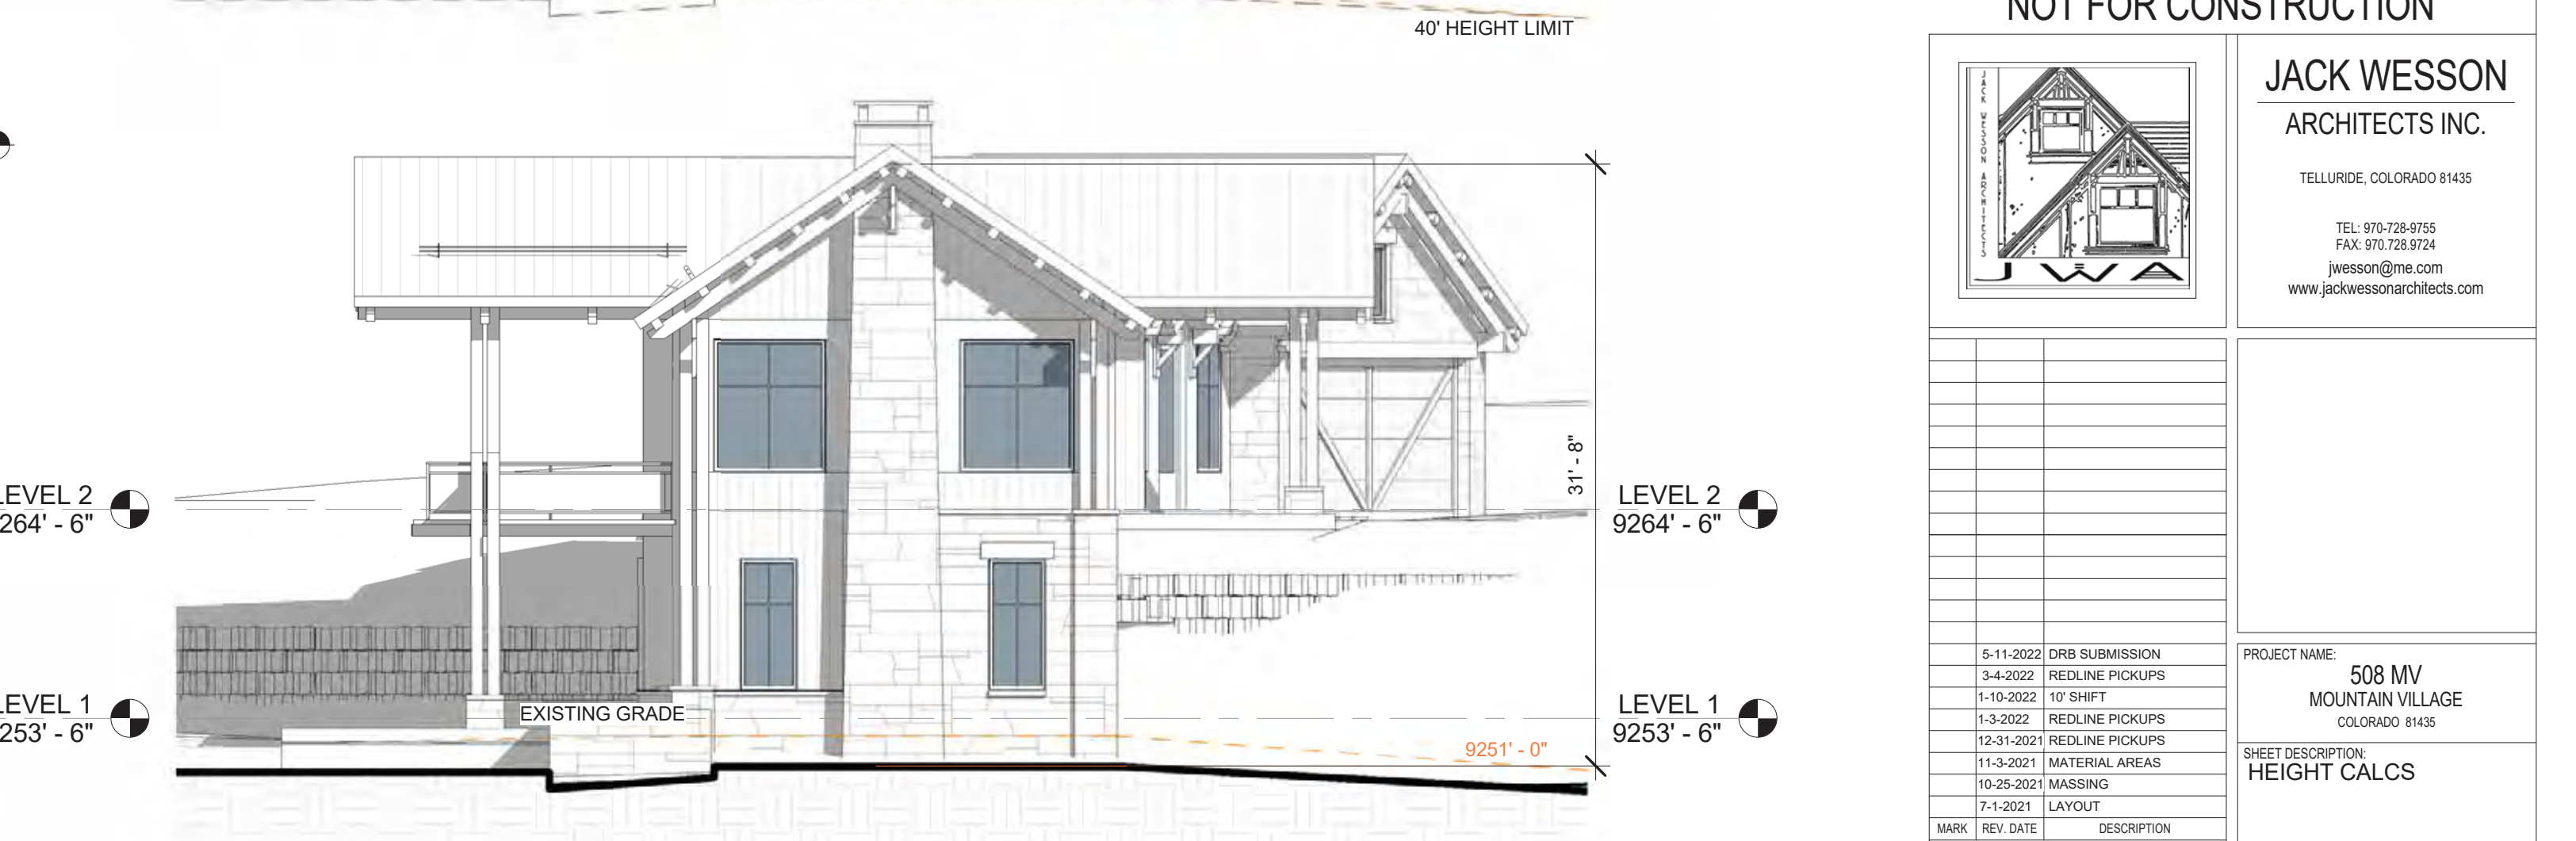 40' HEIGHT LIMIT
LEVEL 2
264' - 6"
31' - 8"
LEVEL 2
9264' - 6"
LEVEL 1
253' - 6"
EXISTING GRADE
9251' - 0"
LEVEL 1
9253' - 6"
NOT FOR CONSTRUCTION
JACK WESSON ARCHITECTS
JWA
JACK WESSON
ARCHITECTS INC.
TELLURIDE, COLORADO 81435
TEL: 970-728-9755
FAX: 970.728.9724
jwesson@me.com
www.jackwessonarchitects.com
5-11-2022 DRB SUBMISSION
3-4-2022 REDLINE PICKUPS
1-10-2022 10' SHIFT
1-3-2022 REDLINE PICKUPS
12-31-2021 REDLINE PICKUPS
11-3-2021 MATERIAL AREAS
10-25-2021 MASSING
7-1-2021 LAYOUT
MARK REV. DATE DESCRIPTION
PROJECT NAME:
508 MV
MOUNTAIN VILLAGE
COLORADO 81435
SHEET DESCRIPTION:
HEIGHT CALCS